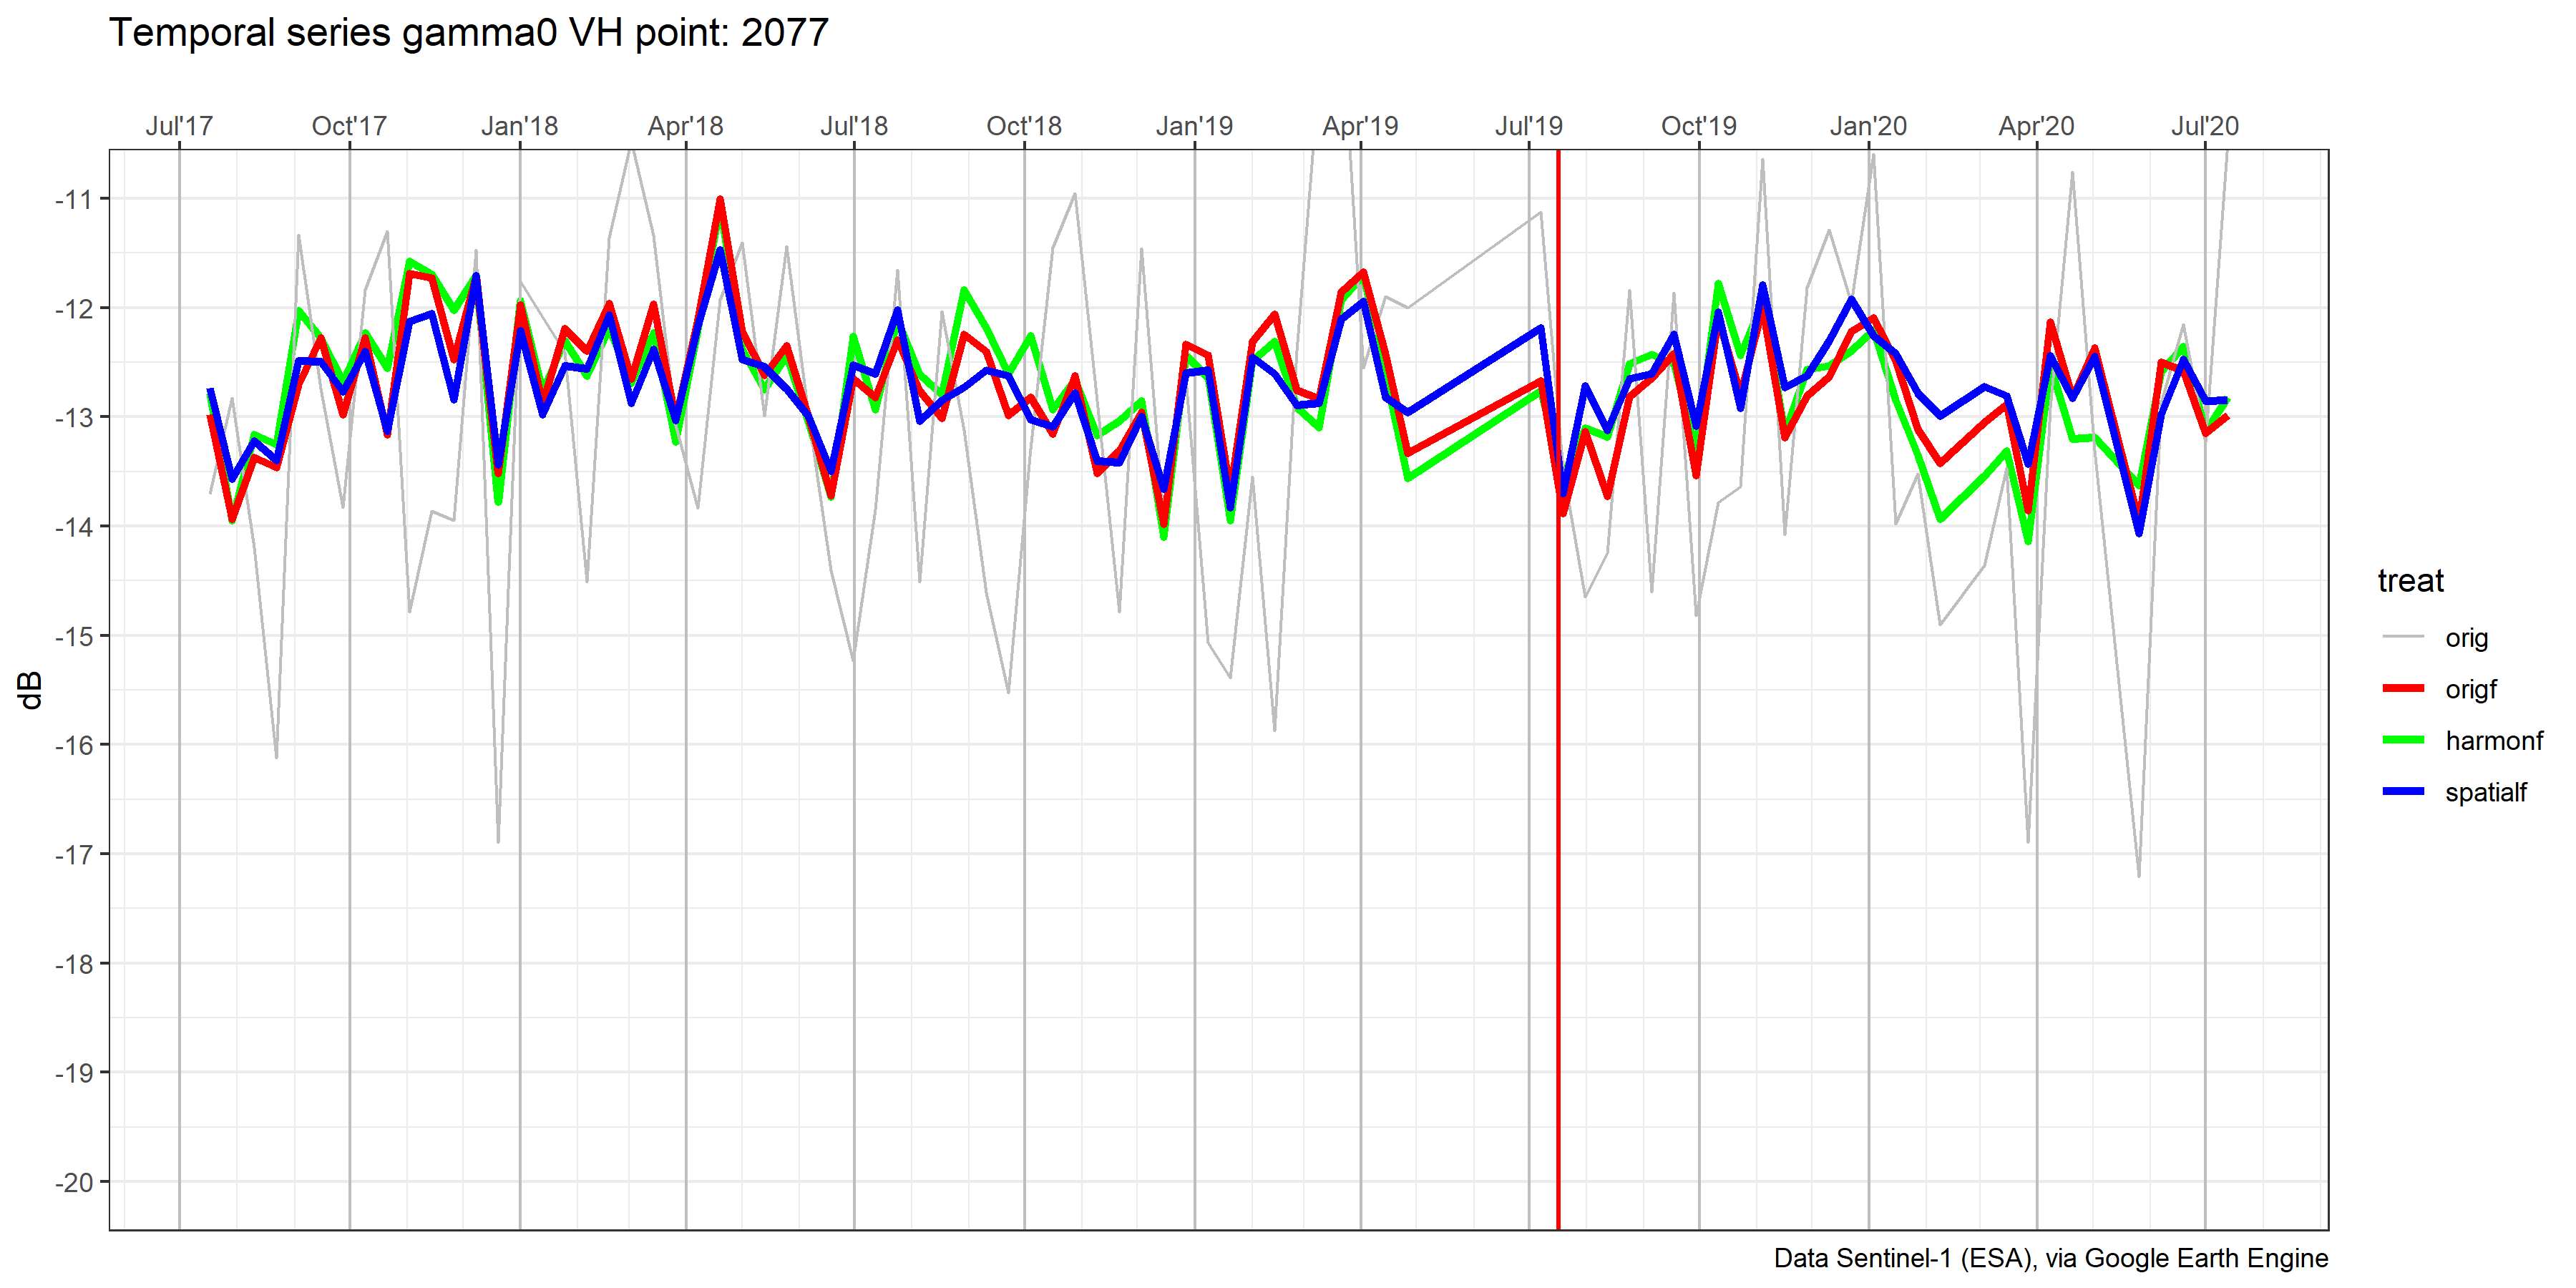 Temporal series gamma0 VH point: 2077
Jul'17 Oct'17 Jan'18 Apr'18 Jul'18 Oct'18 Jan'19 Apr'19 Jul'19 Oct'19 Jan'20 Apr'20 Jul'20
-11
-12
-13
-14
-15
-16
-17
-18
-19
-20
dB
treat
orig
origf
harmonf
spatialf
Data Sentinel-1 (ESA), via Google Earth Engine